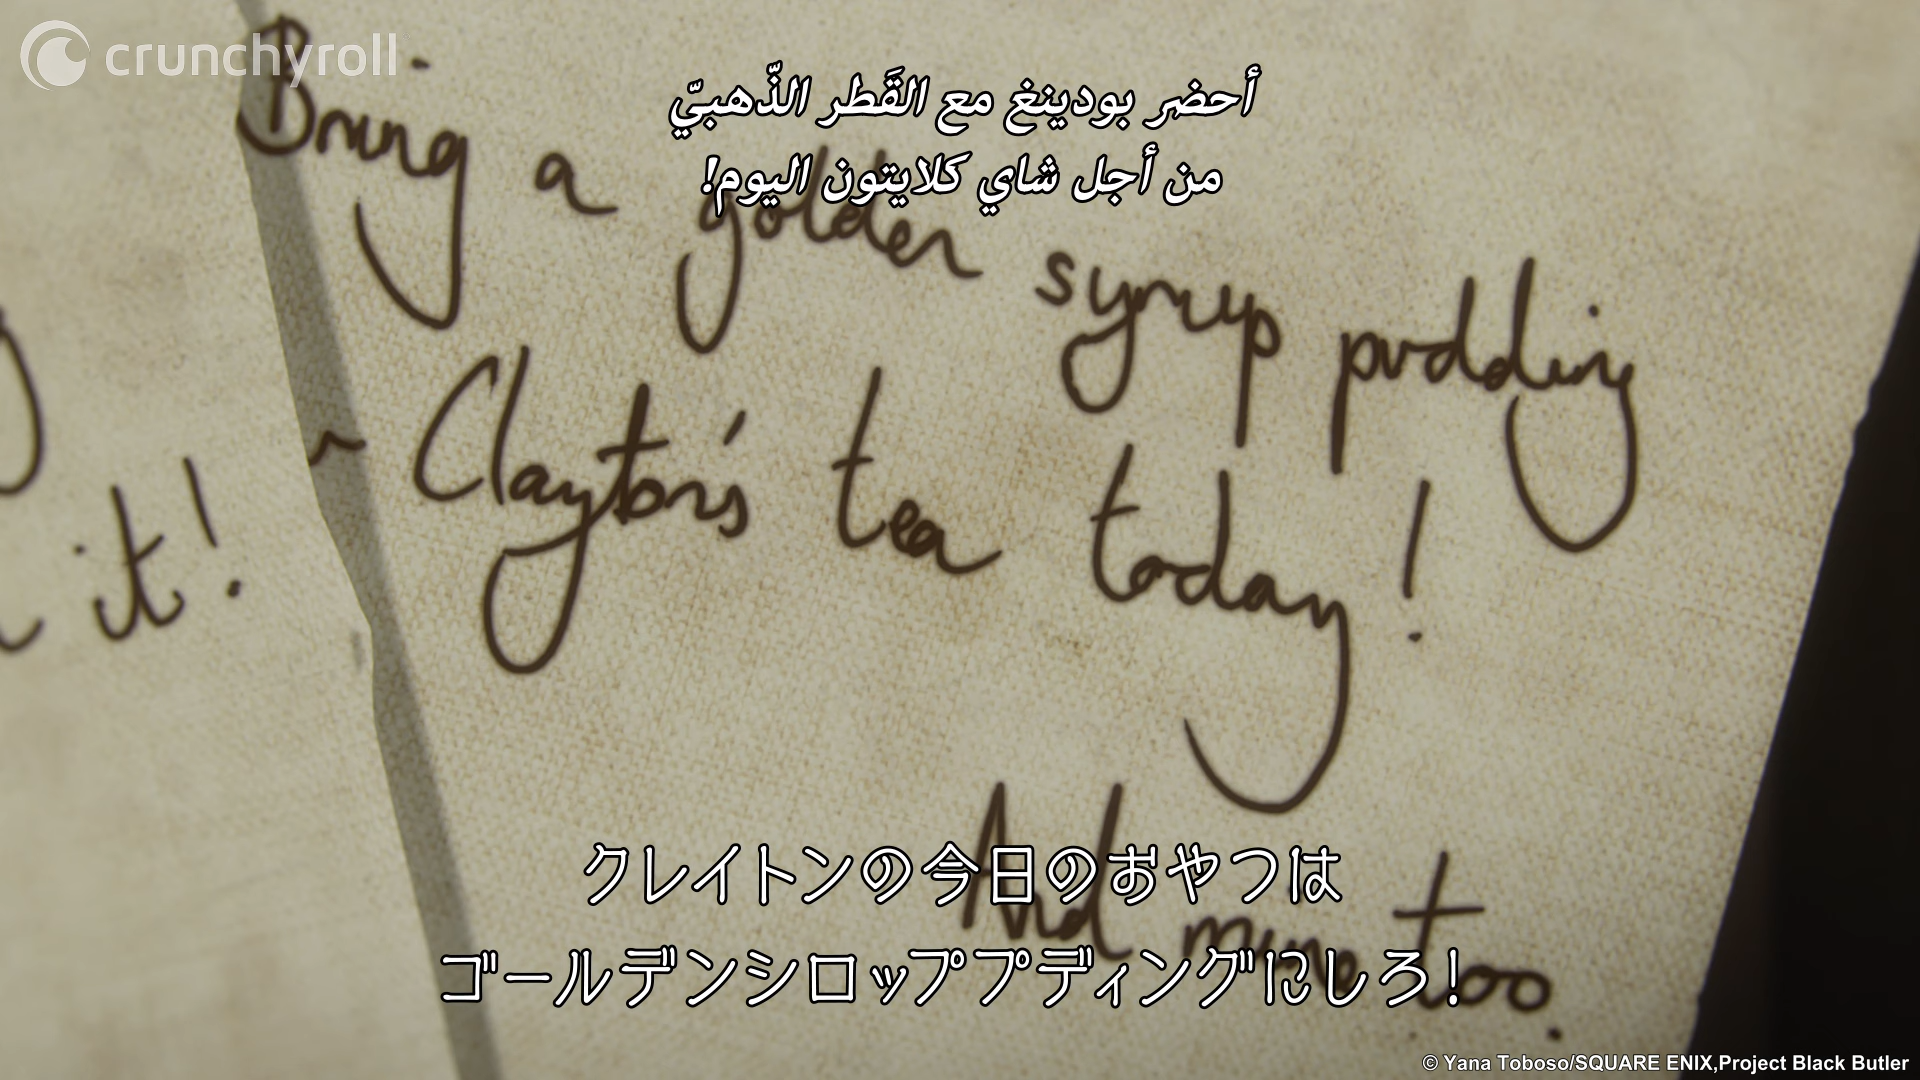 crunchyroll
أحضر بودينغ مع القَطر الذّهبيّ
من أجل شاي كلايتون اليوم!
Bring a golden syrup pudding
Clayton's tea today!
it!
And mine too.
クレイトンの今日のおやつは
ゴールデンシロッププディングにしろ!
© Yana Toboso/SQUARE ENIX,Project Black Butler